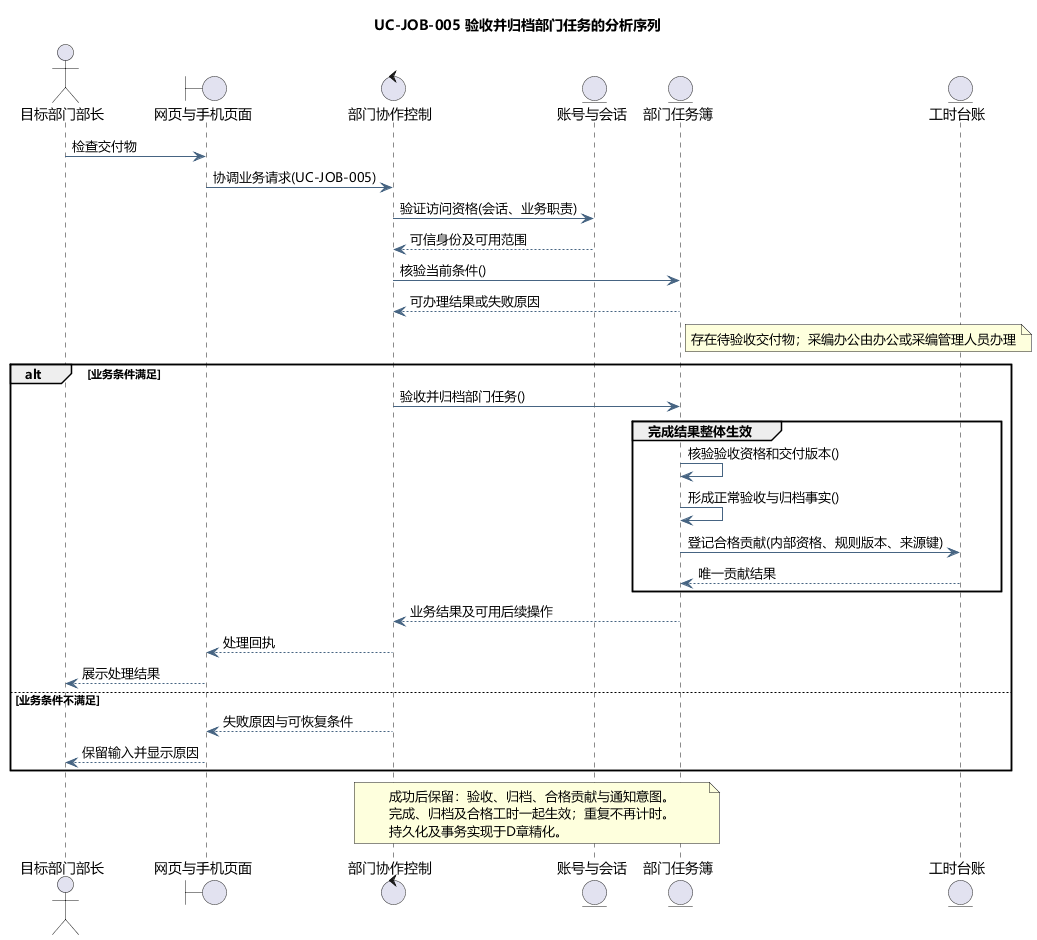 UC-JOB-005 验收并归档部门任务的分析序列
目标部门部长
网页与手机页面
部门协作控制
账号与会话
部门任务簿
工时台账
检查交付物
协调业务请求(UC-JOB-005)
验证访问资格(会话、业务职责)
可信身份及可用范围
核验当前条件()
可办理结果或失败原因
存在待验收交付物；采编办公由办公或采编管理人员办理
alt
[业务条件满足]
验收并归档部门任务()
完成结果整体生效
核验验收资格和交付版本()
形成正常验收与归档事实()
登记合格贡献(内部资格、规则版本、来源键)
唯一贡献结果
业务结果及可用后续操作
处理回执
展示处理结果
[业务条件不满足]
失败原因与可恢复条件
保留输入并显示原因
成功后保留：验收、归档、合格贡献与通知意图。
完成、归档及合格工时一起生效；重复不再计时。
持久化及事务实现于D章精化。
目标部门部长
网页与手机页面
部门协作控制
账号与会话
部门任务簿
工时台账